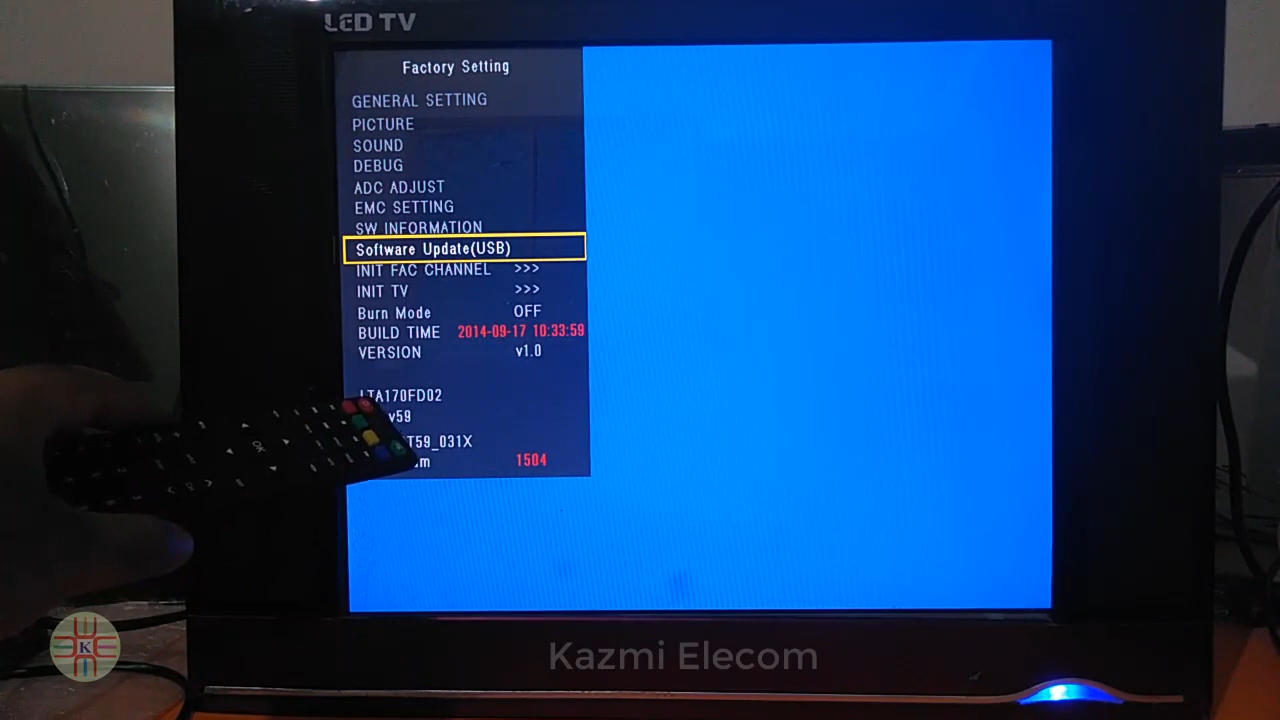 LED TV
Factory Setting
GENERAL SETTING
PICTURE
SOUND
DEBUG
ADC ADJUST
EMC SETTING
SW INFORMATION
Software Update(USB)
INIT FAC CHANNEL >>>
INIT TV >>>
Burn Mode OFF
BUILD TIME 2014-09-17 10:33:59
VERSION v1.0
LTA170FD02
v59
T59_031X
1504
OK
K
Kazmi Elecom